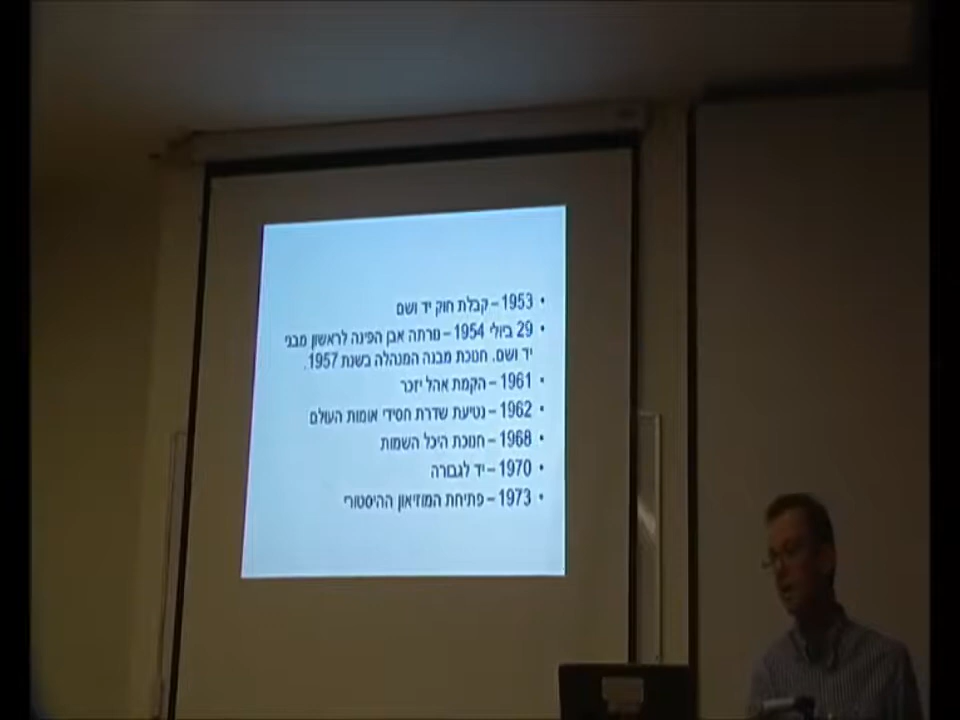 • 1953 – קבלת חוק יד ושם
• 29 ביולי 1954 – נורתה אבן הפינה לראשון מבני
יד ושם. חנוכת מבנה המנהלה בשנת 1957.
• 1961 – הקמת אהל יזכר
• 1962 – נטיעת שדרת חסידי אומות העולם
• 1968 – חנוכת היכל השמות
• 1970 – יד לגבורה
• 1973 – פתיחת המוזיאון ההיסטורי